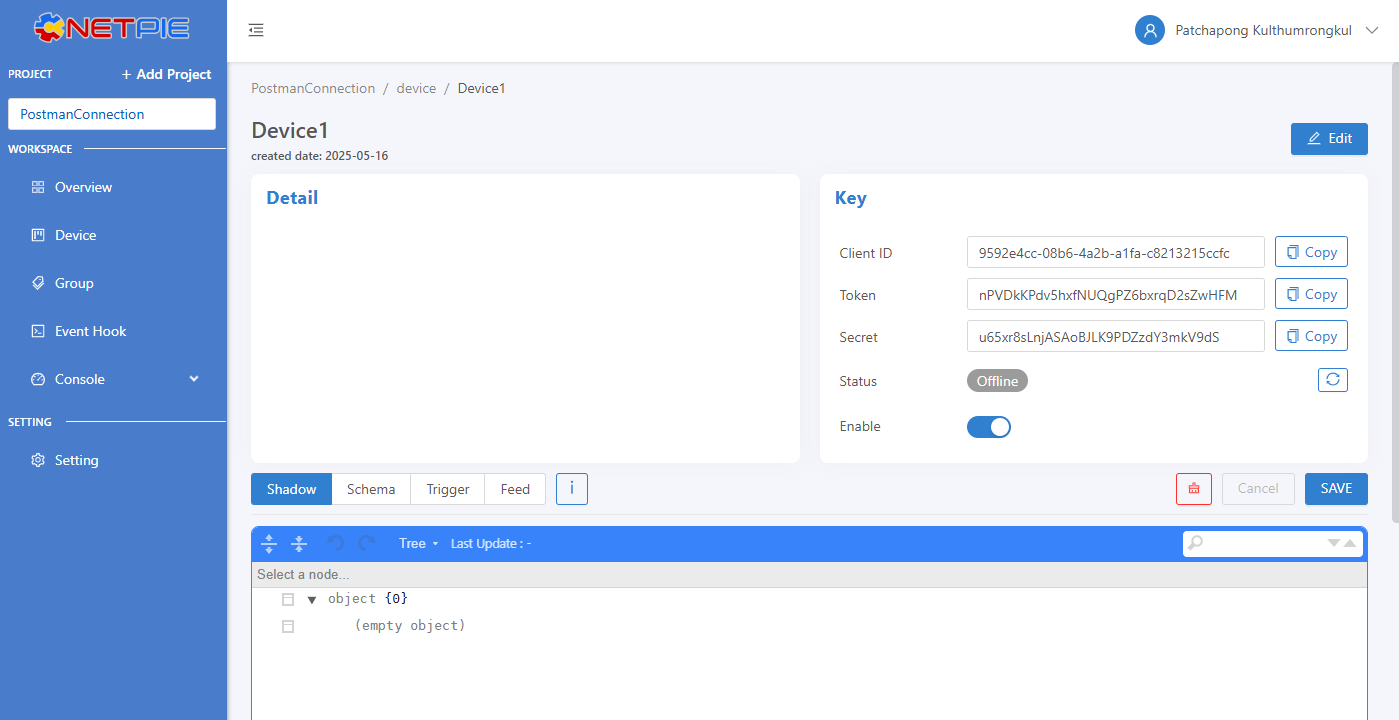 NETPIE
PROJECT
+ Add Project
PostmanConnection
WORKSPACE
Overview
Device
Group
Event Hook
Console
SETTING
Setting
Patchapong Kulthumrongkul
PostmanConnection / device / Device1
Device1
created date: 2025-05-16
Edit
Detail
Key
Client ID 9592e4cc-08b6-4a2b-a1fa-c8213215ccfc Copy
Token nPVDkKPdv5hxfNUQgPZ6bxrqD2sZwHFM Copy
Secret u65xr8sLnjASAoBJLK9PDZzdY3mkV9dS Copy
Status Offline
Enable
Shadow Schema Trigger Feed i Cancel SAVE
Tree Last Update : -
Select a node...
object {0}
(empty object)